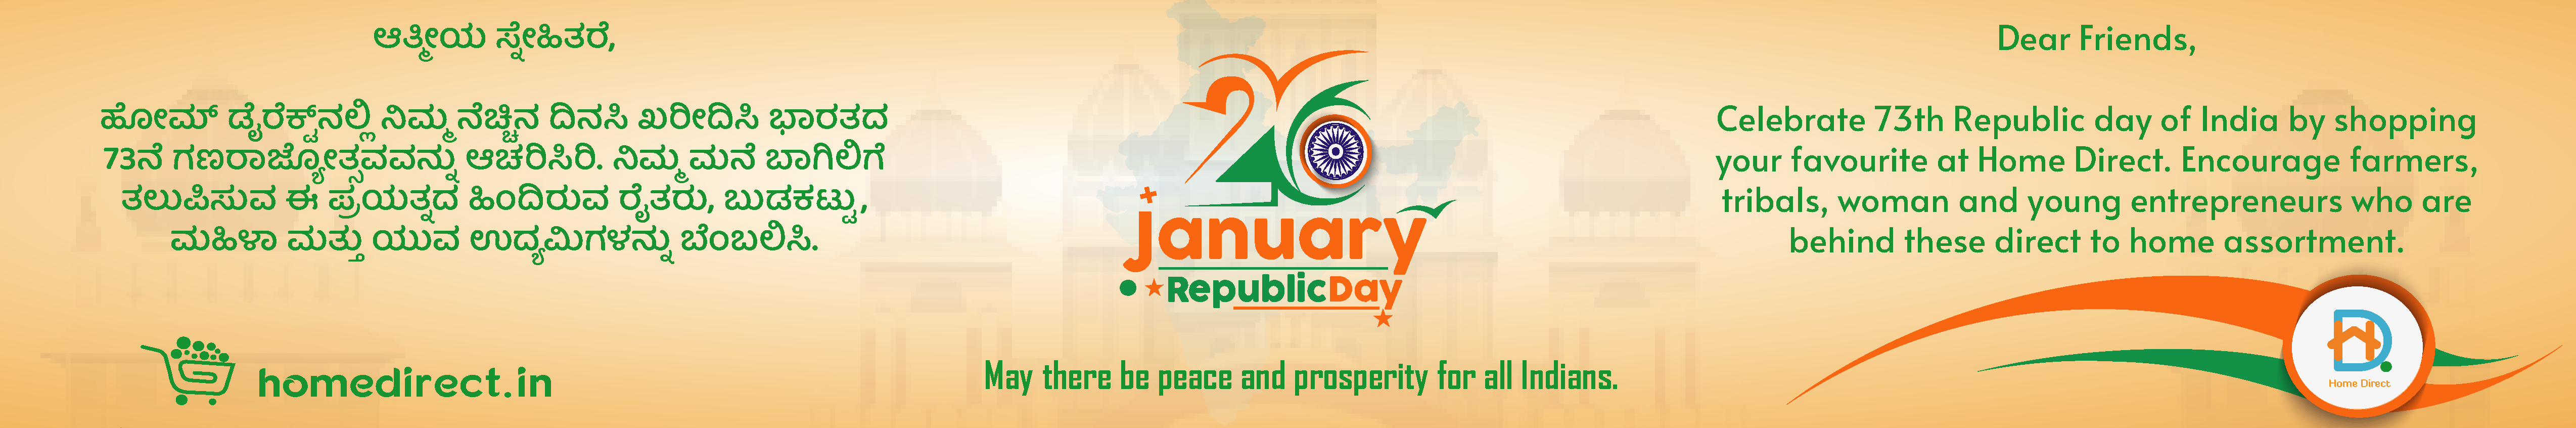 ಆತ್ಮೀಯ ಸ್ನೇಹಿತರೆ,
ಹೋಮ್ ಡೈರೆಕ್ಟ್‌ನಲ್ಲಿ ನಿಮ್ಮ ನೆಚ್ಚಿನ ದಿನಸಿ ಖರೀದಿಸಿ ಭಾರತದ
73ನೆ ಗಣರಾಜ್ಯೋತ್ಸವವನ್ನು ಆಚರಿಸಿರಿ. ನಿಮ್ಮ ಮನೆ ಬಾಗಿಲಿಗೆ
ತಲುಪಿಸುವ ಈ ಪ್ರಯತ್ನದ ಹಿಂದಿರುವ ರೈತರು, ಬುಡಕಟ್ಟು,
ಮಹಿಳಾ ಮತ್ತು ಯುವ ಉದ್ಯಮಿಗಳನ್ನು ಬೆಂಬಲಿಸಿ.
homedirect.in
26
january
Republic Day
May there be peace and prosperity for all Indians.
Dear Friends,
Celebrate 73th Republic day of India by shopping
your favourite at Home Direct. Encourage farmers,
tribals, woman and young entrepreneurs who are
behind these direct to home assortment.
Home Direct